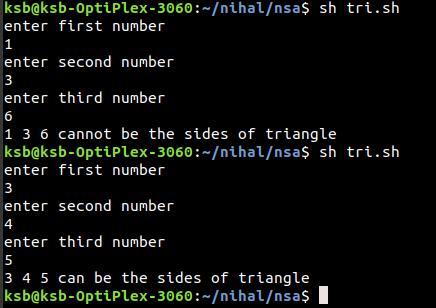 ksb@ksb-OptiPlex-3060:~/nihal/nsa$ sh tri.sh
enter first number
1
enter second number
3
enter third number
6
1 3 6 cannot be the sides of triangle
ksb@ksb-OptiPlex-3060:~/nihal/nsa$ sh tri.sh
enter first number
3
enter second number
4
enter third number
5
3 4 5 can be the sides of triangle
ksb@ksb-OptiPlex-3060:~/nihal/nsa$